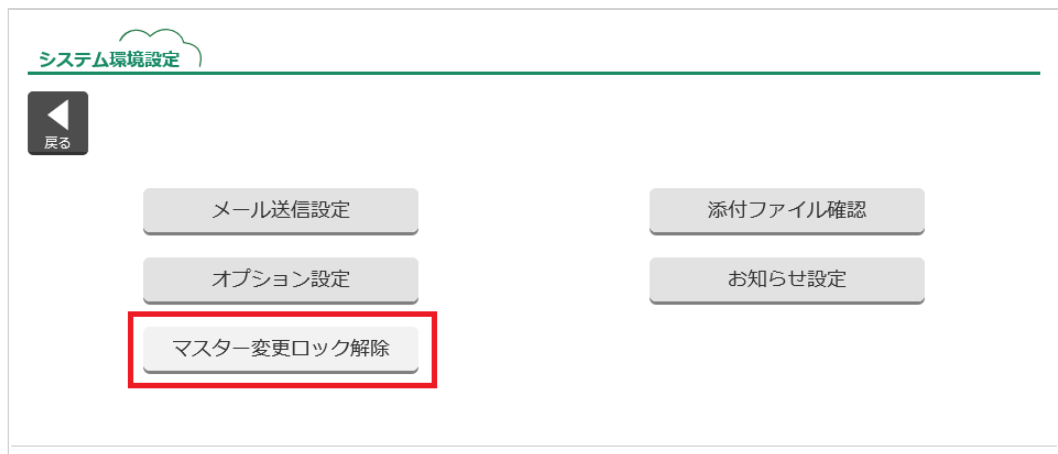 システム環境設定
戻る
メール送信設定
添付ファイル確認
オプション設定
お知らせ設定
マスター変更ロック解除